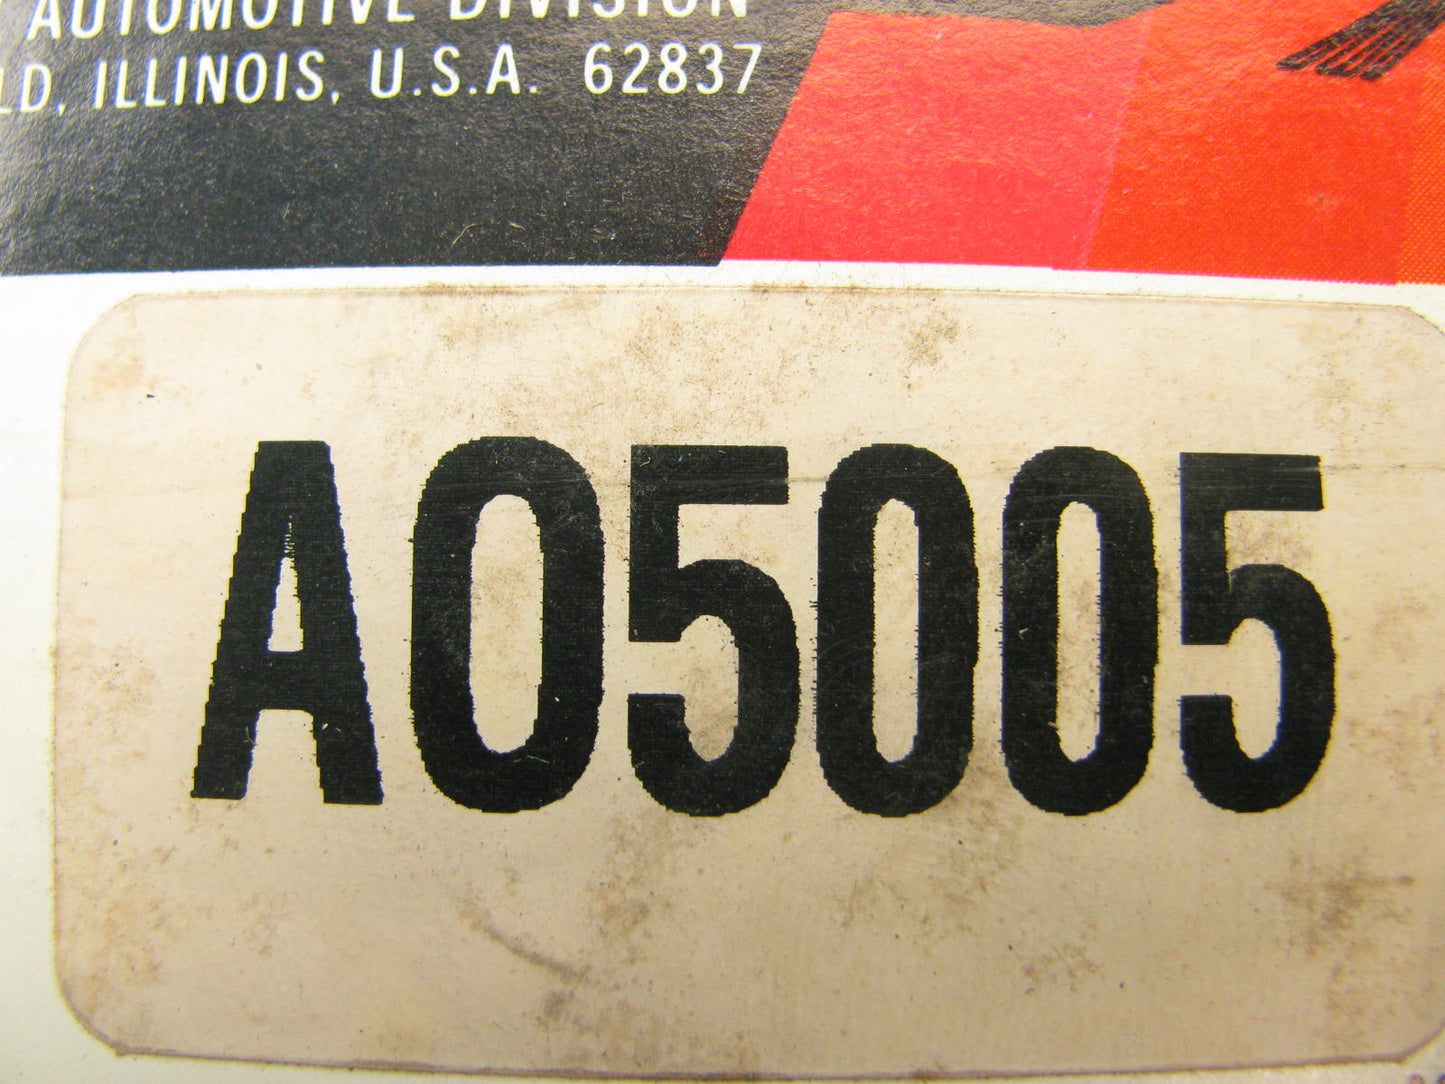 AUTOMOTIVE DIVISION
LD, ILLINOIS, U.S.A. 62837
A05005